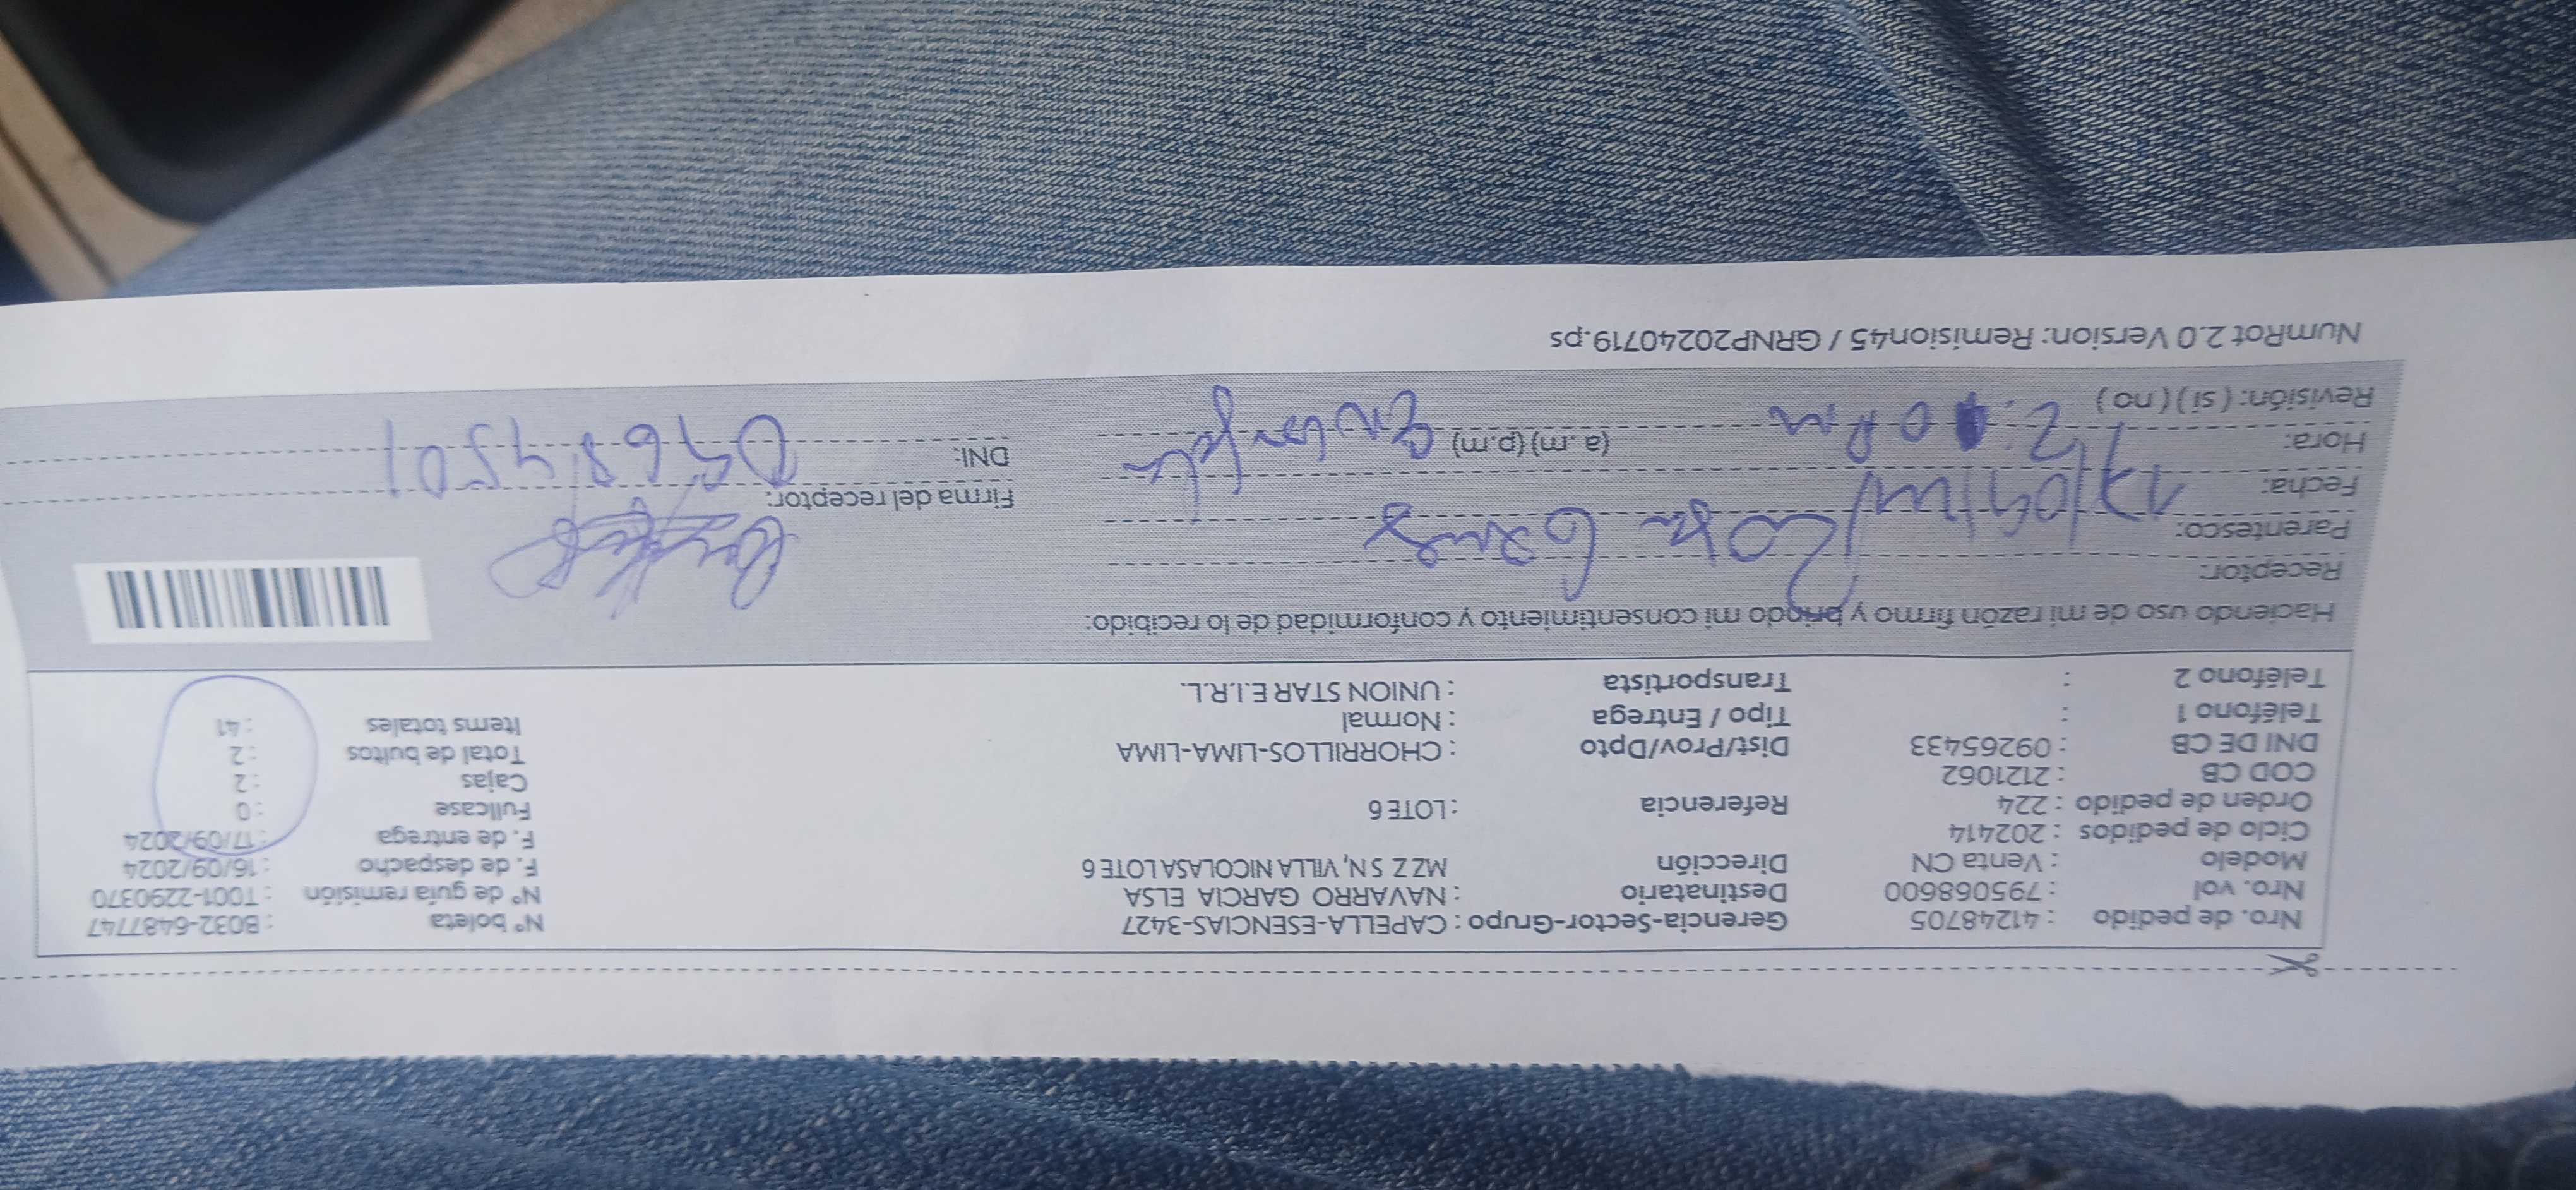 Nro. de pedido : 41248705 Gerencia-Sector-Grupo : CAPELLA-ESENCIAS-3427 N° boleta : B032-6487747
Nro. vol : 795068600 Destinatario : NAVARRO GARCIA ELSA N° de guía remisión : T001-2290370
Modelo : Venta CN Dirección MZ Z S N, VILLA NICOLASA LOTE 6 F. de despacho : 16/09/2024
Ciclo de pedidos : 202414 F. de entrega : 17/09/2024
Orden de pedido : 224 Referencia : LOTE 6 Fullcase : 0
COD CB : 2121062 Cajas : 2
DNI DE CB : 09265433 Dist/Prov/Dpto : CHORRILLOS-LIMA-LIMA Total de bultos : 2
Teléfono 1 : Tipo / Entrega : Normal Items totales : 41
Teléfono 2 : Transportista : UNION STAR E.I.R.L.
Haciendo uso de mi razón firmo y brindo mi consentimiento y conformidad de lo recibido:
Receptor:
Parentesco: Rosa
Fecha: 17/09/ Firma del receptor:
Hora: (a. m) (p.m) DNI:
Revisión: ( si ) ( no )
NumRot 2.0 Version: Remision45 / GRNP20240719.ps